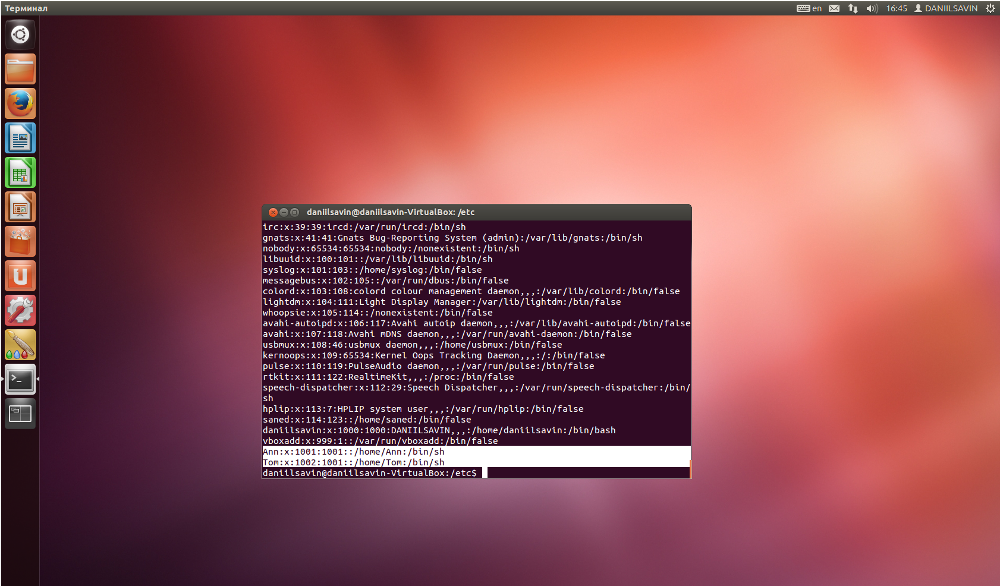 Терминал
en
16:45
DANIILSAVIN
daniilsavin@daniilsavin-VirtualBox: /etc
irc:x:39:39:ircd:/var/run/ircd:/bin/sh
gnats:x:41:41:Gnats Bug-Reporting System (admin):/var/lib/gnats:/bin/sh
nobody:x:65534:65534:nobody:/nonexistent:/bin/sh
libuuid:x:100:101::/var/lib/libuuid:/bin/sh
syslog:x:101:103::/home/syslog:/bin/false
messagebus:x:102:105::/var/run/dbus:/bin/false
colord:x:103:108:colord colour management daemon,,,:/var/lib/colord:/bin/false
lightdm:x:104:111:Light Display Manager:/var/lib/lightdm:/bin/false
whoopsie:x:105:114::/nonexistent:/bin/false
avahi-autoipd:x:106:117:Avahi autoip daemon,,,:/var/lib/avahi-autoipd:/bin/false
avahi:x:107:118:Avahi mDNS daemon,,,:/var/run/avahi-daemon:/bin/false
usbmux:x:108:46:usbmux daemon,,,:/home/usbmux:/bin/false
kernoops:x:109:65534:Kernel Oops Tracking Daemon,,,:/:/bin/false
pulse:x:110:119:PulseAudio daemon,,,:/var/run/pulse:/bin/false
rtkit:x:111:122:RealtimeKit,,,:/proc:/bin/false
speech-dispatcher:x:112:29:Speech Dispatcher,,,:/var/run/speech-dispatcher:/bin/
sh
hplip:x:113:7:HPLIP system user,,,:/var/run/hplip:/bin/false
saned:x:114:123::/home/saned:/bin/false
daniilsavin:x:1000:1000:DANIILSAVIN,,,:/home/daniilsavin:/bin/bash
vboxadd:x:999:1::/var/run/vboxadd:/bin/false
Ann:x:1001:1001::/home/Ann:/bin/sh
Tom:x:1002:1001::/home/Tom:/bin/sh
daniilsavin@daniilsavin-VirtualBox:/etc$